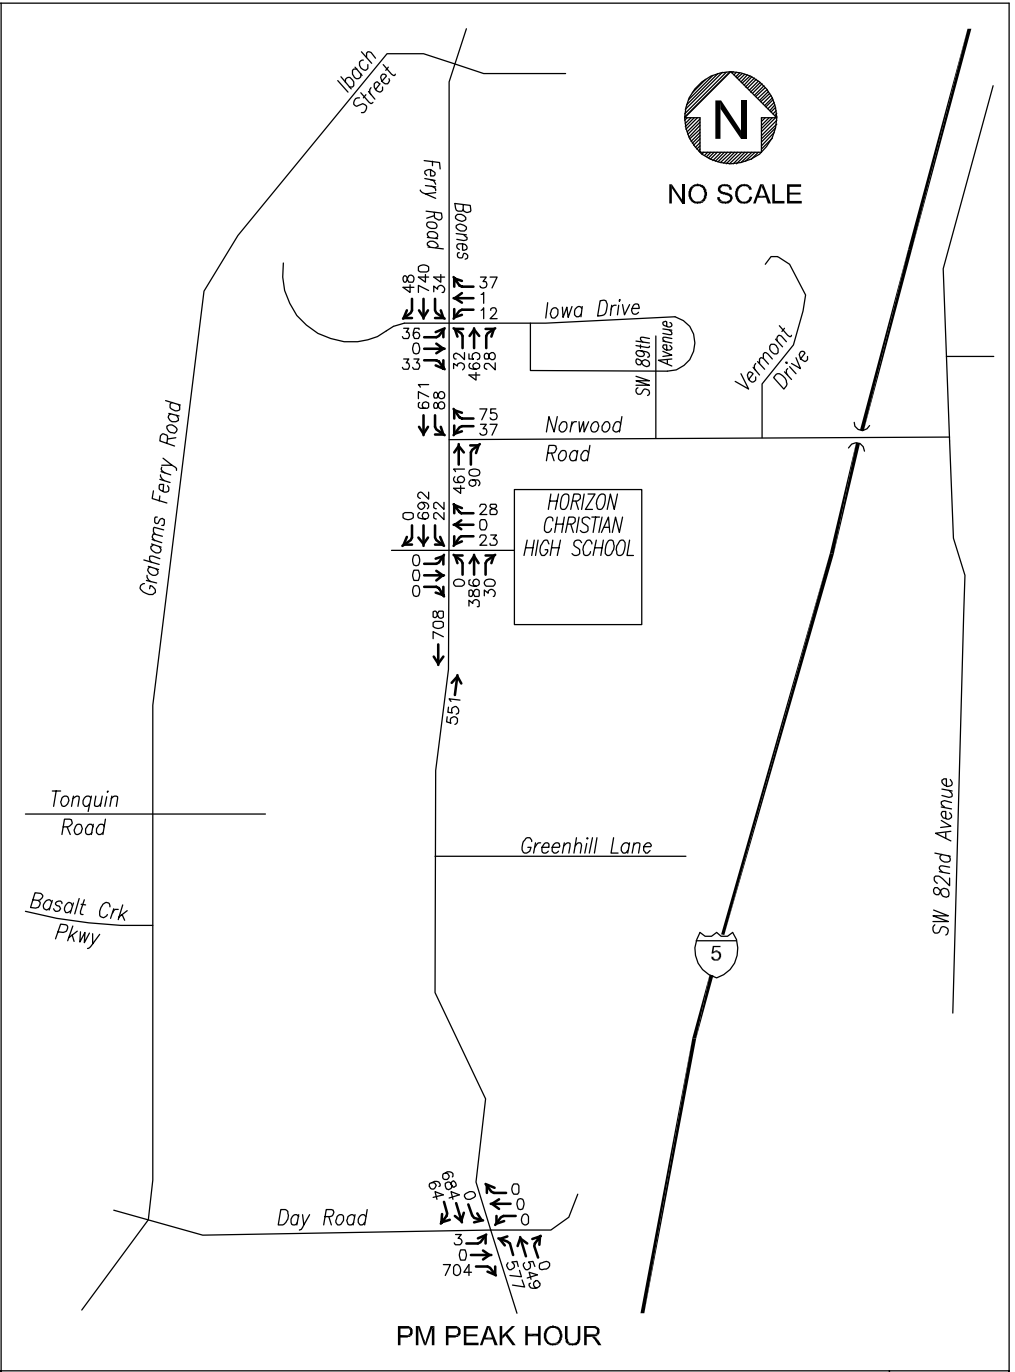 Ibach
Street
N
NO SCALE
Ferry Road
Boones
48
740
34
37
1
12
Iowa Drive
36
0
33
32
465
28
SW 89th
Avenue
Vermont
Drive
671
88
75
37
Norwood
Road
461
90
Grahams Ferry Road
0
692
22
28
0
23
HORIZON
CHRISTIAN
HIGH SCHOOL
0
0
0
0
386
30
708
551
Tonquin
Road
Greenhill Lane
SW 82nd Avenue
Basalt Crk
Pkwy
5
64
684
0
0
0
0
Day Road
3
0
704
577
549
0
PM PEAK HOUR